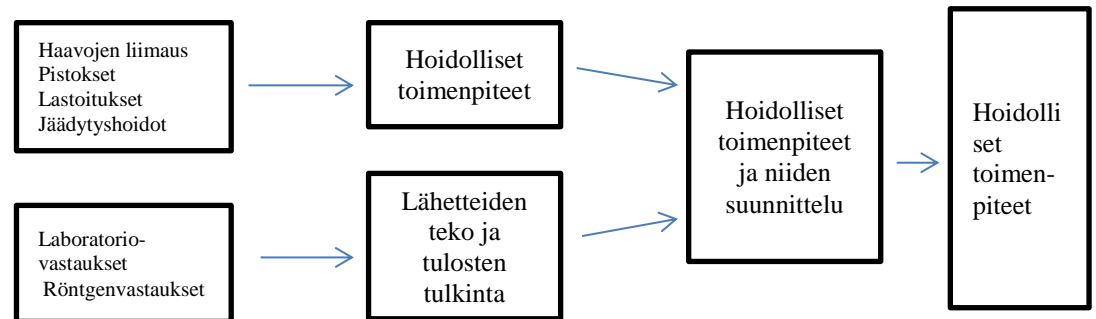 Haavojen liimaus
Pistokset
Lastoitukset
Jäädytyshoidot
Hoidolliset
toimenpiteet
Laboratorio-
vastaukset
Röntgenvastaukset
Lähetteiden
teko ja
tulosten
tulkinta
Hoidolliset
toimenpiteet
ja niiden
suunnittelu
Hoidolli
set
toimen-
piteet